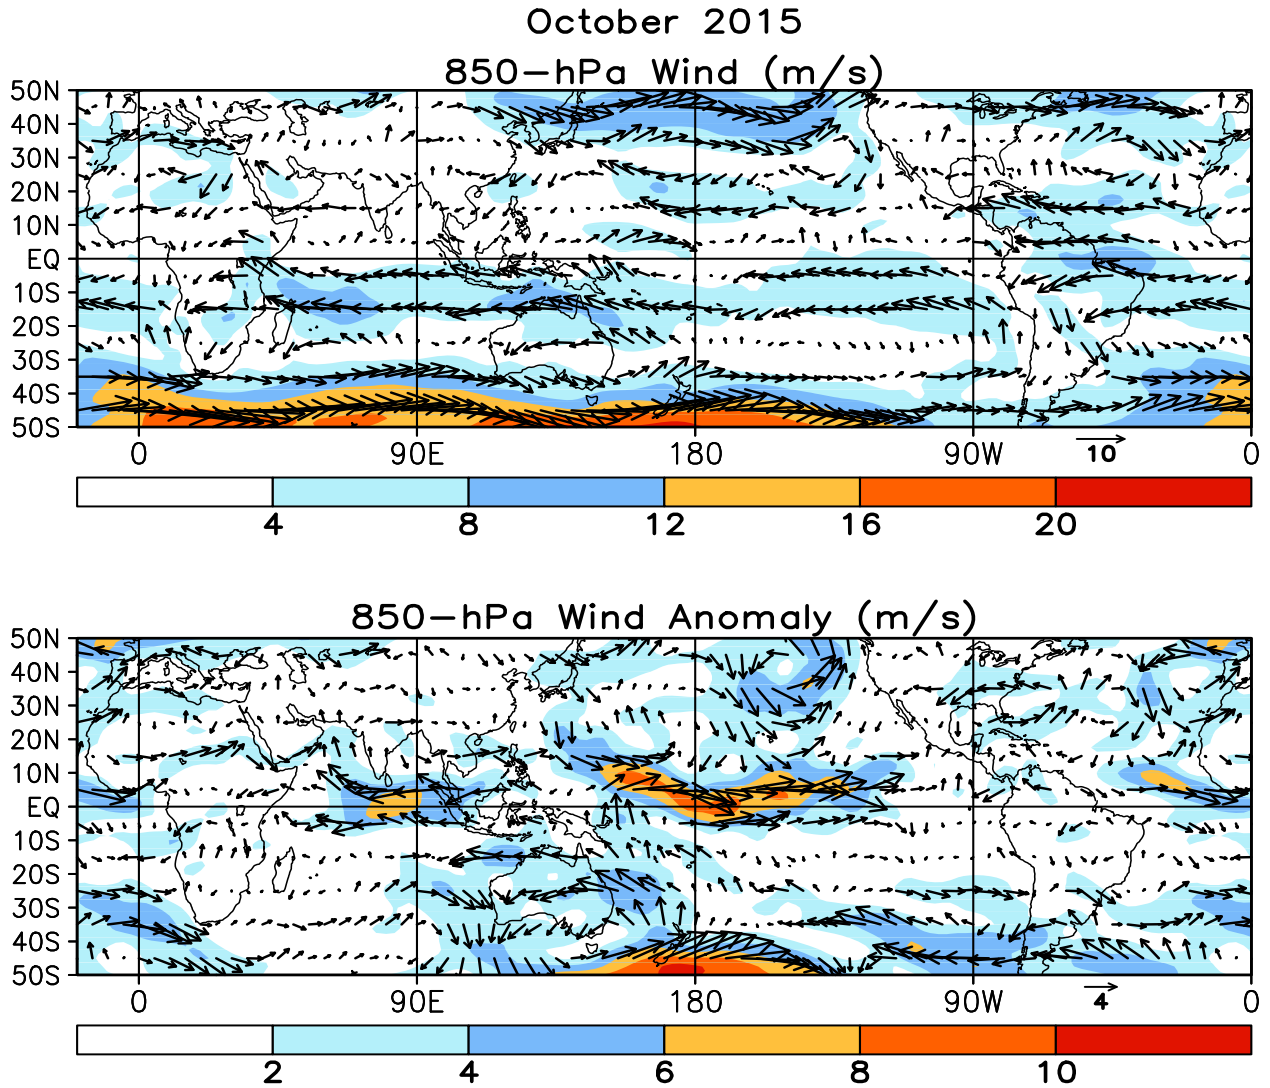 October 2015
850-hPa Wind (m/s)
50N
40N
30N
20N
10N
EQ
10S
20S
30S
40S
50S
0 90E 180 90W 0
10
4 8 12 16 20
850-hPa Wind Anomaly (m/s)
50N
40N
30N
20N
10N
EQ
10S
20S
30S
40S
50S
0 90E 180 90W 0
4
2 4 6 8 10